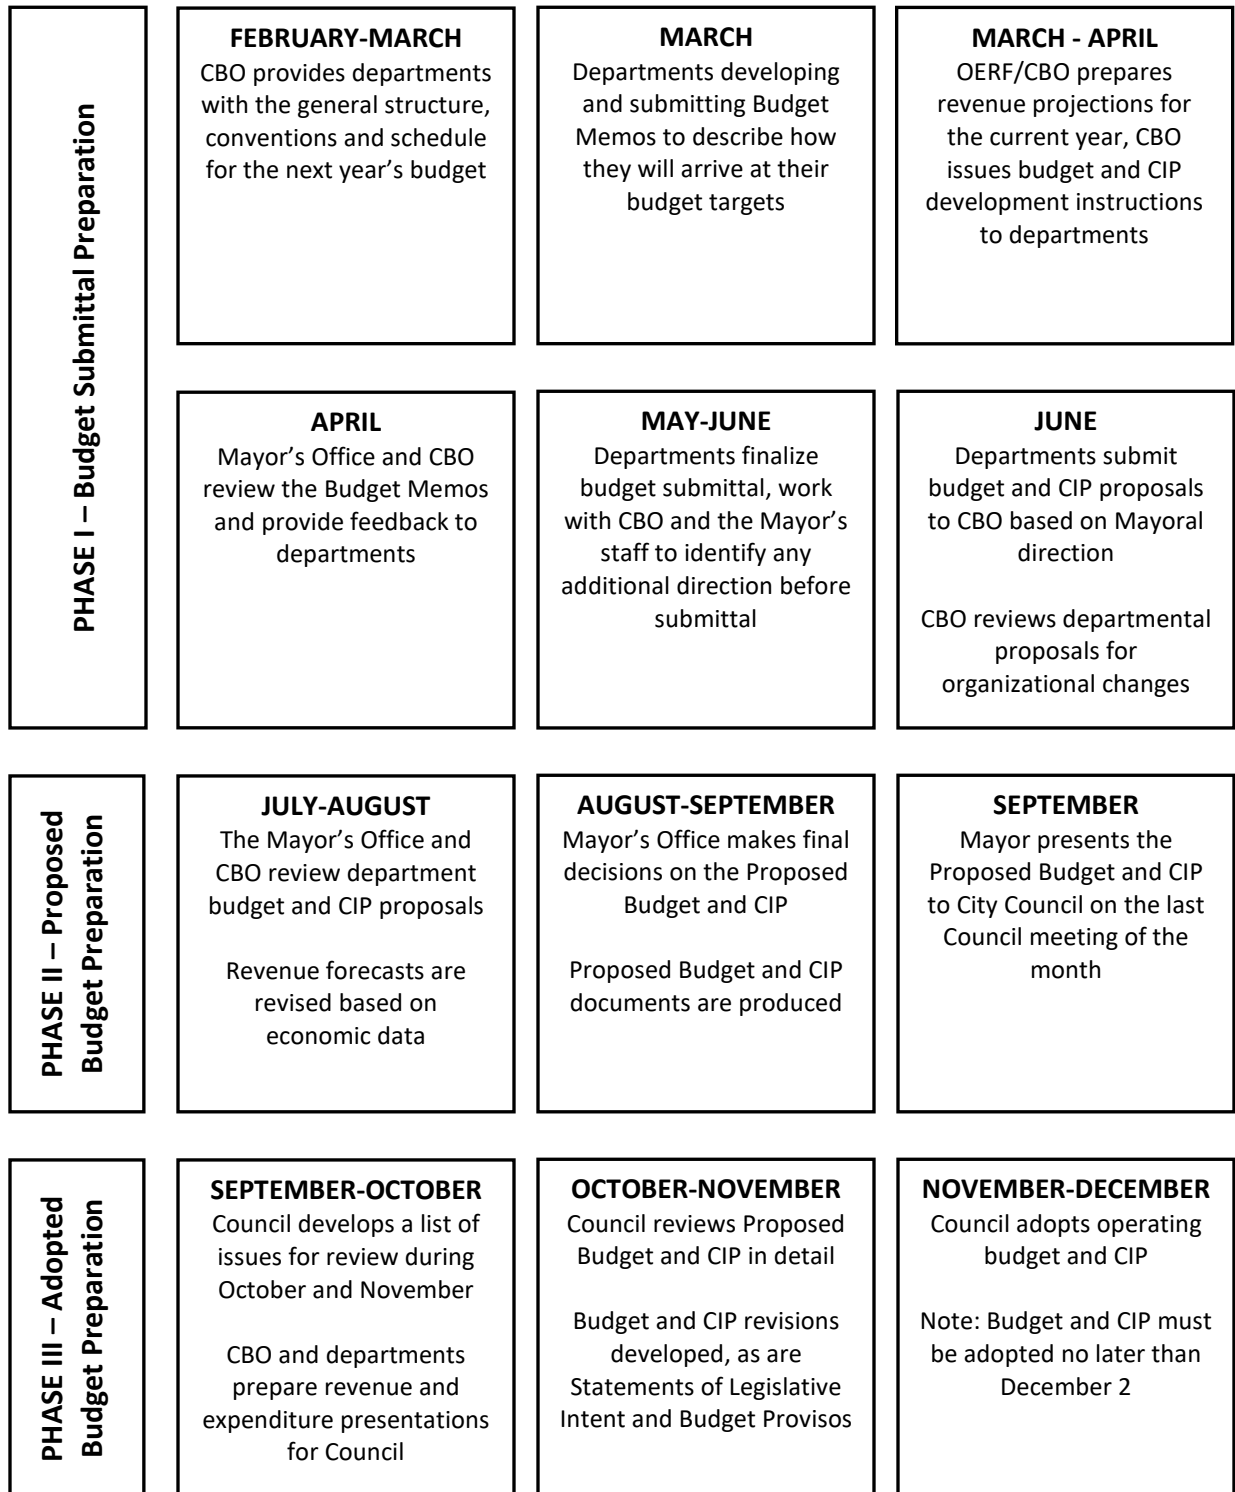 PHASE I – Budget Submittal Preparation
FEBRUARY-MARCH
CBO provides departments
with the general structure,
conventions and schedule
for the next year’s budget
MARCH
Departments developing
and submitting Budget
Memos to describe how
they will arrive at their
budget targets
MARCH - APRIL
OERF/CBO prepares
revenue projections for
the current year, CBO
issues budget and CIP
development instructions
to departments
APRIL
Mayor’s Office and CBO
review the Budget Memos
and provide feedback to
departments
MAY-JUNE
Departments finalize
budget submittal, work
with CBO and the Mayor’s
staff to identify any
additional direction before
submittal
JUNE
Departments submit
budget and CIP proposals
to CBO based on Mayoral
direction
CBO reviews departmental
proposals for
organizational changes
PHASE II – Proposed
Budget Preparation
JULY-AUGUST
The Mayor’s Office and
CBO review department
budget and CIP proposals
Revenue forecasts are
revised based on
economic data
AUGUST-SEPTEMBER
Mayor’s Office makes final
decisions on the Proposed
Budget and CIP
Proposed Budget and CIP
documents are produced
SEPTEMBER
Mayor presents the
Proposed Budget and CIP
to City Council on the last
Council meeting of the
month
PHASE III – Adopted
Budget Preparation
SEPTEMBER-OCTOBER
Council develops a list of
issues for review during
October and November
CBO and departments
prepare revenue and
expenditure presentations
for Council
OCTOBER-NOVEMBER
Council reviews Proposed
Budget and CIP in detail
Budget and CIP revisions
developed, as are
Statements of Legislative
Intent and Budget Provisos
NOVEMBER-DECEMBER
Council adopts operating
budget and CIP
Note: Budget and CIP must
be adopted no later than
December 2